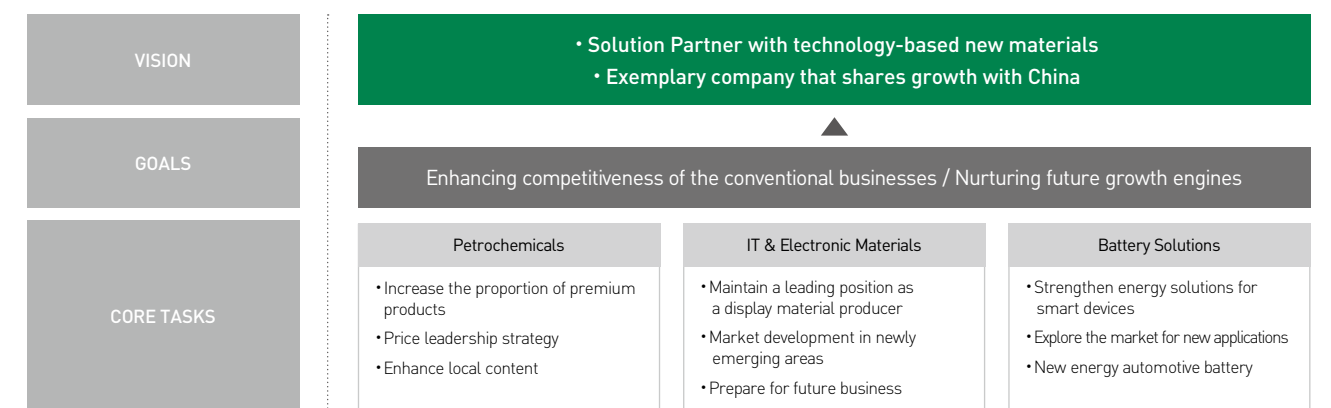 VISION
• Solution Partner with technology-based new materials
• Exemplary company that shares growth with China
GOALS
Enhancing competitiveness of the conventional businesses / Nurturing future growth engines
CORE TASKS
Petrochemicals
• Increase the proportion of premium
products
• Price leadership strategy
• Enhance local content
IT & Electronic Materials
• Maintain a leading position as
a display material producer
• Market development in newly
emerging areas
• Prepare for future business
Battery Solutions
• Strengthen energy solutions for
smart devices
• Explore the market for new applications
• New energy automotive battery